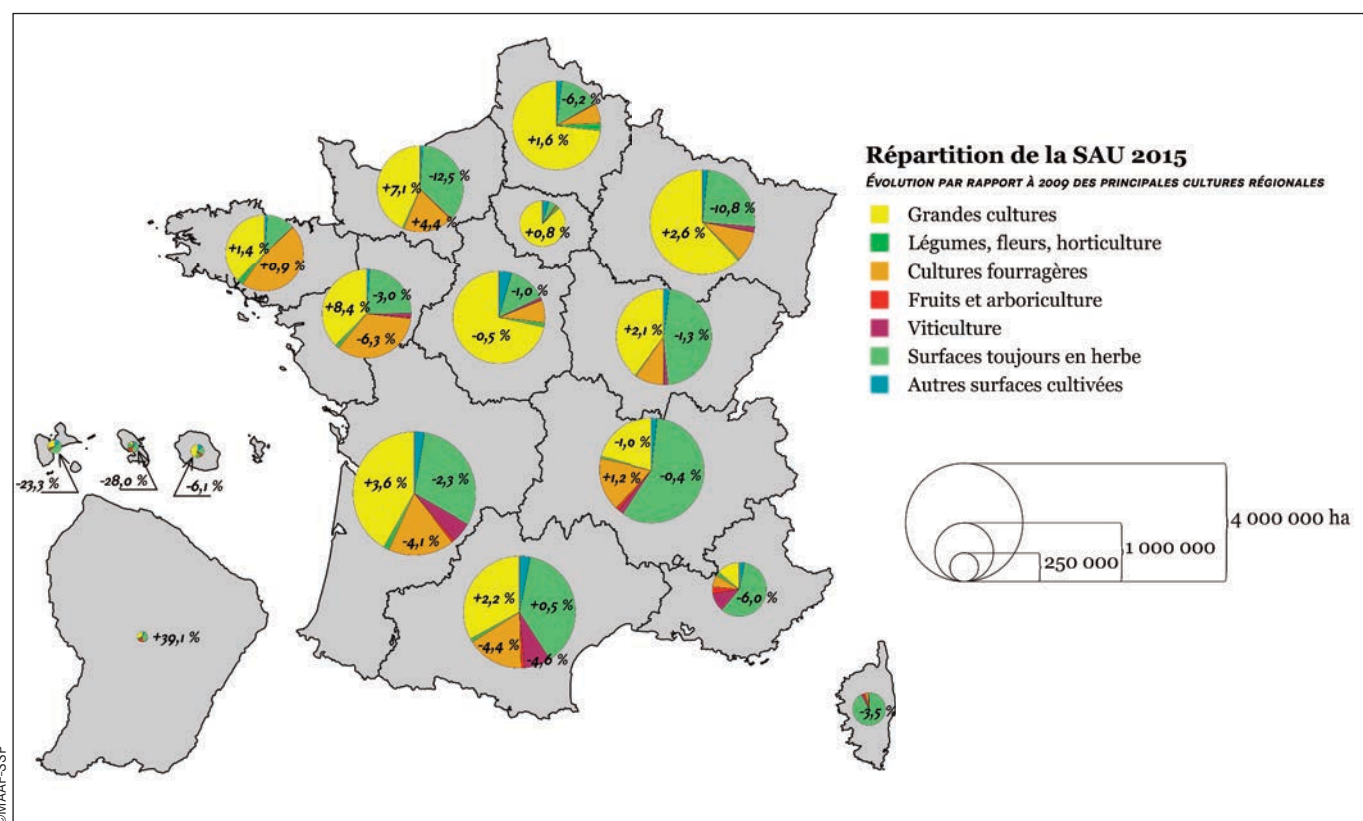 -6,2 %
+1,6 %
-12,5 %
+7,1 %
+4,4 %
-10,8 %
+2,6 %
+0,8 %
+1,4 %
+0,9 %
-3,0 %
+8,4 %
-6,3 %
-1,0 %
-0,5 %
+2,1 %
-1,3 %
-1,0 %
+1,2 %
-0,4 %
+3,6 %
-2,3 %
-4,1 %
+2,2 %
+0,5 %
-4,4 %
-4,6 %
-6,0 %
-3,5 %
-23,3 %
-28,0 %
-6,1 %
+39,1 %
Répartition de la SAU 2015
ÉVOLUTION PAR RAPPORT À 2009 DES PRINCIPALES CULTURES RÉGIONALES
Grandes cultures
Légumes, fleurs, horticulture
Cultures fourragères
Fruits et arboriculture
Viticulture
Surfaces toujours en herbe
Autres surfaces cultivées
4 000 000 ha
1 000 000
250 000
©MAAF-SSP